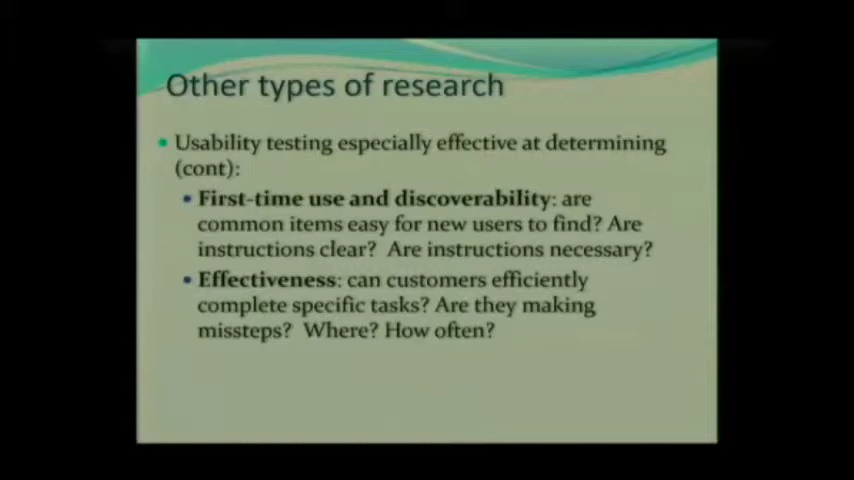 Other types of research
• Usability testing especially effective at determining
(cont):
• First-time use and discoverability: are
common items easy for new users to find? Are
instructions clear? Are instructions necessary?
• Effectiveness: can customers efficiently
complete specific tasks? Are they making
missteps? Where? How often?